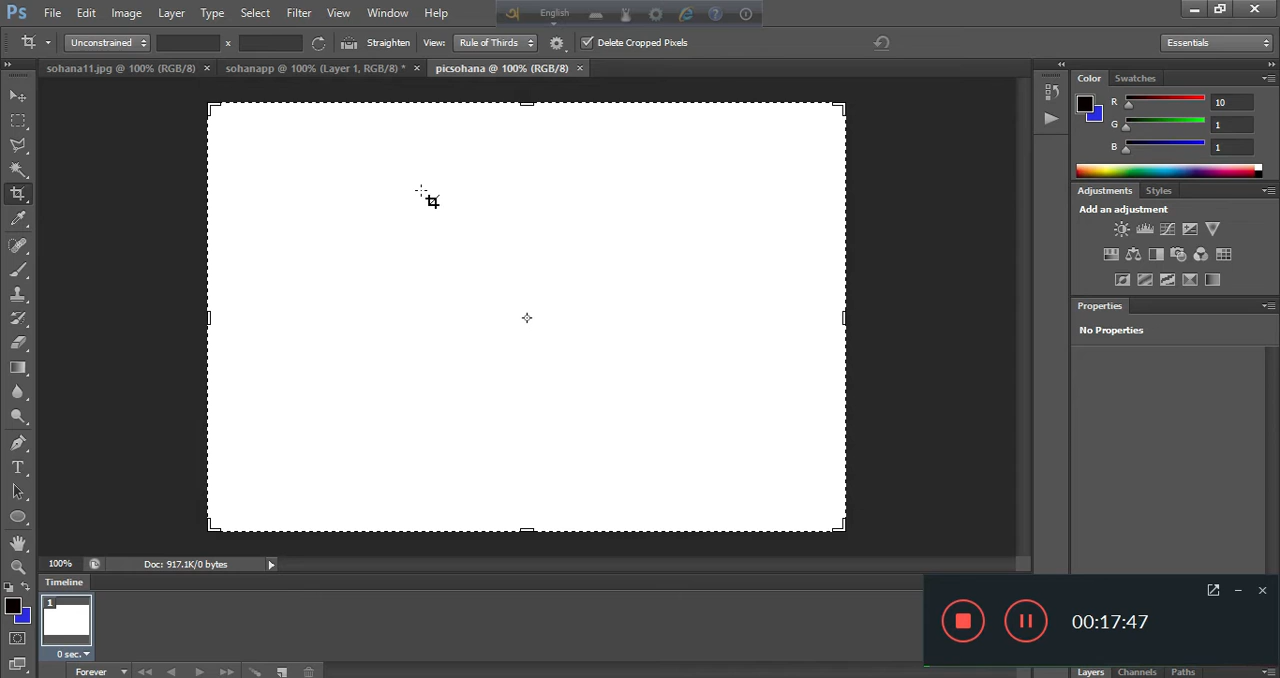 Ps File Edit Image Layer Type Select Filter View Window Help
English
Unconstrained x Straighten View: Rule of Thirds Delete Cropped Pixels Essentials
sohana11.jpg @ 100% (RGB/8) × sohanapp @ 100% (Layer 1, RGB/8) * × picsohana @ 100% (RGB/8) ×
Color Swatches
R 10
G 1
B 1
Adjustments Styles
Add an adjustment
Properties
No Properties
100% Doc: 917.1K/0 bytes
Timeline
1
0 sec.
Forever
00:17:47
Layers Channels Paths